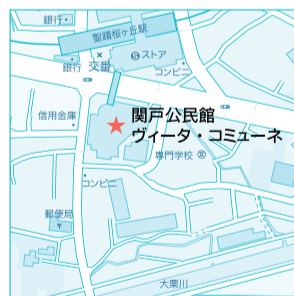 銀行
聖蹟桜ヶ丘駅
Ⓢストア
銀行
交番
コンビニ
信用金庫
関戸公民館
ヴィータ・コミューネ
専門学校
コンビニ
郵便局
大栗川